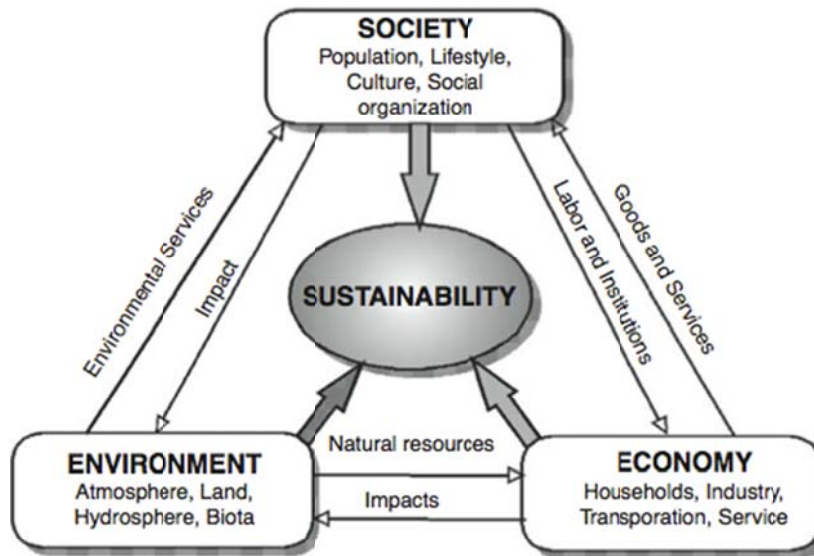 SOCIETY
Population, Lifestyle,
Culture, Social
organization
Environmental Services
Impact
Labor and Institutions
Goods and Services
SUSTAINABILITY
ENVIRONMENT
Atmosphere, Land,
Hydrosphere, Biota
Natural resources
Impacts
ECONOMY
Households, Industry,
Transporation, Service